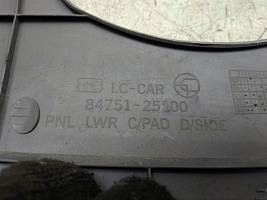 LC-CAR
84751-25100
PNL LWR C/PAD D/SIDE